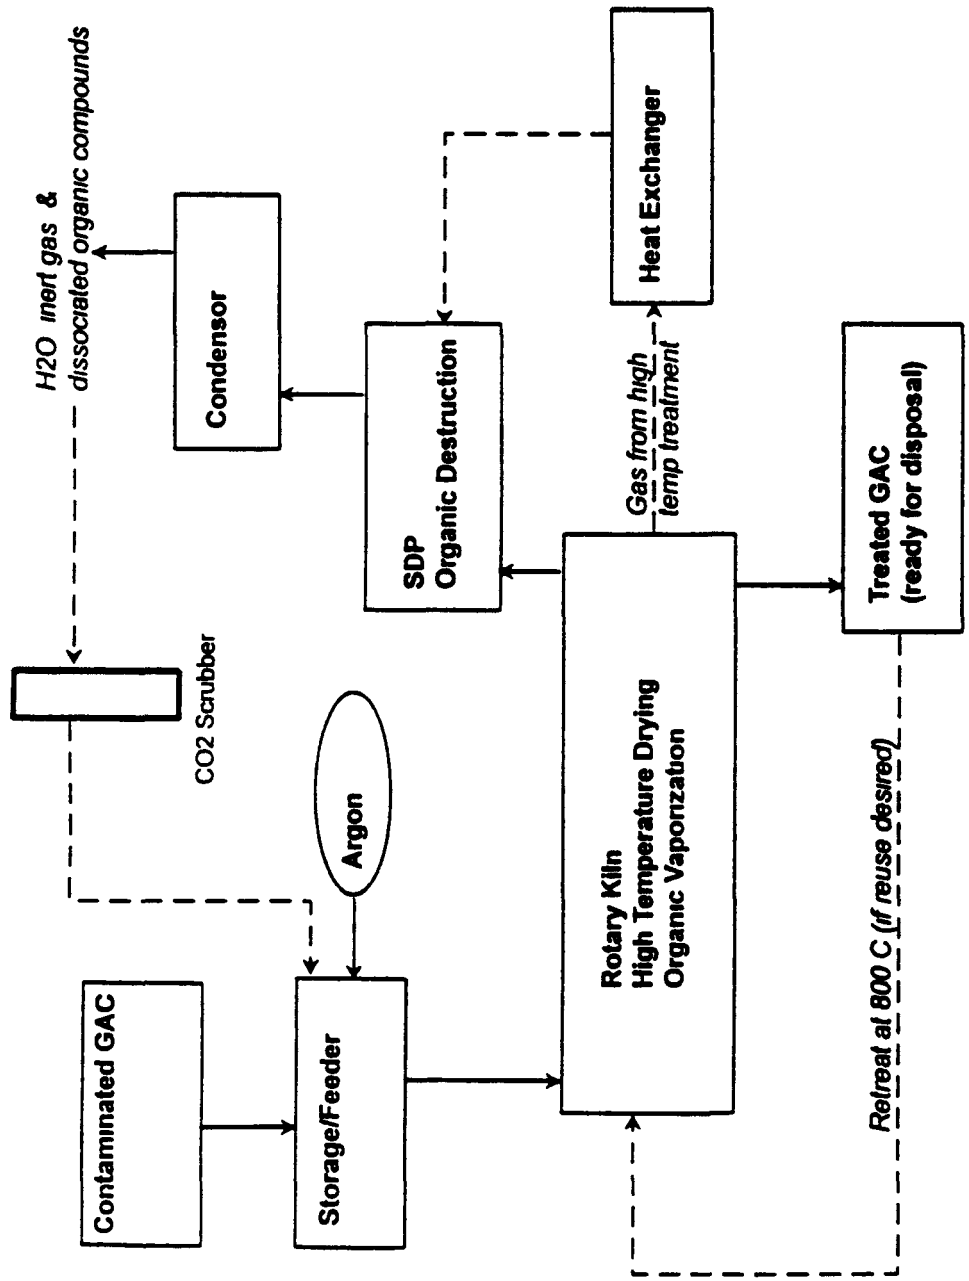 Contaminated GAC
Storage/Feeder
Argon
CO2 Scrubber
H2O inert gas &
dissociated organic compounds
Condensor
SDP
Organic Destruction
Heat Exchanger
Gas from high
temp treatment
Rotary Kiln
High Temperature Drying
Organic Vaporization
Treated GAC
(ready for disposal)
Retreat at 800 C (if reuse desired)